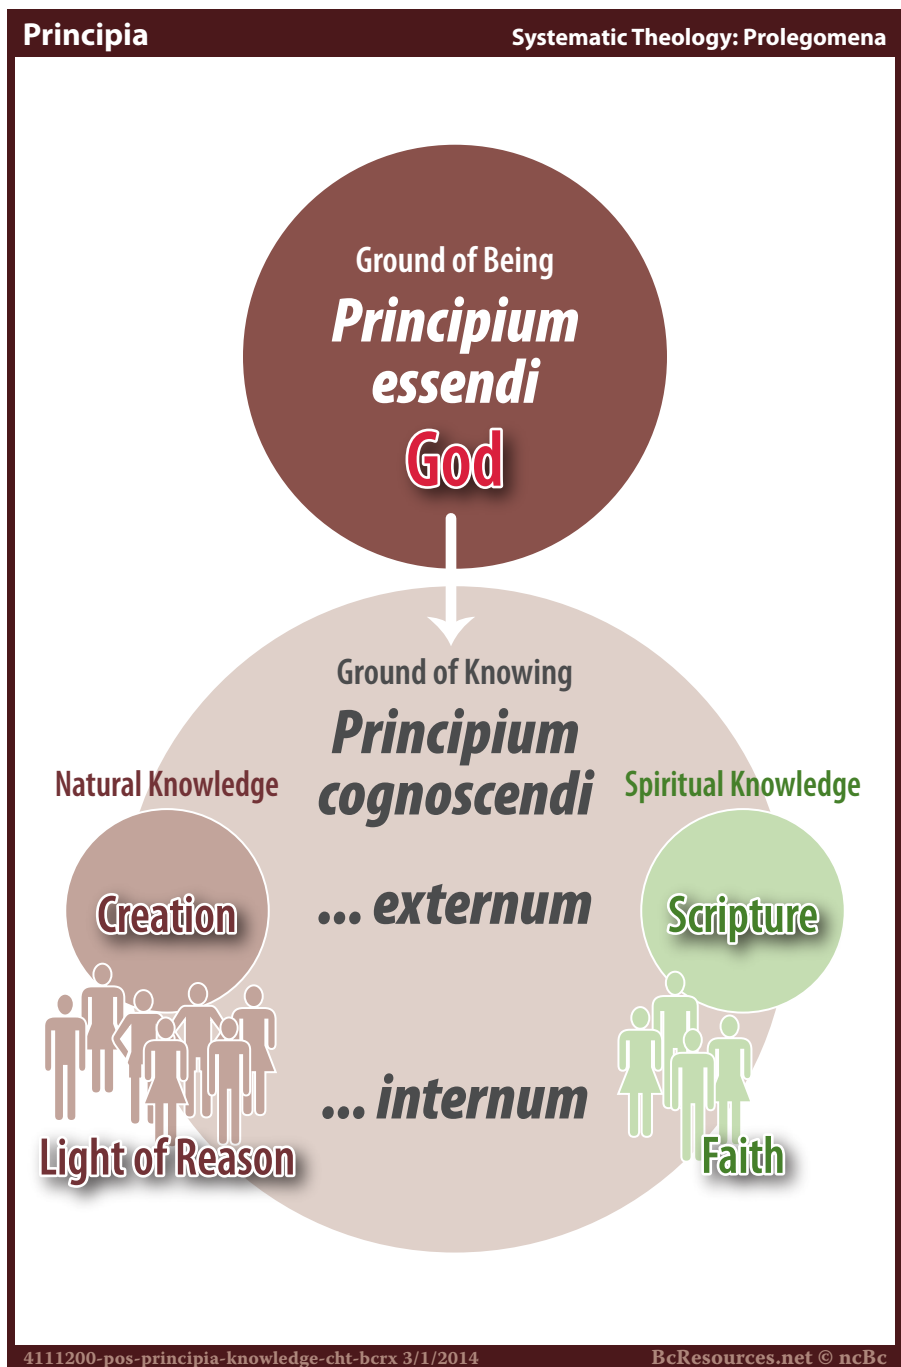 Principia
Systematic Theology: Prolegomena
Ground of Being
Principium
essendi
God
Ground of Knowing
Principium
cognoscendi
Natural Knowledge
Spiritual Knowledge
Creation
... externum
Scripture
... internum
Light of Reason
Faith
4111200-pos-principia-knowledge-cht-bcrx 3/1/2014
BcResources.net © ncBc